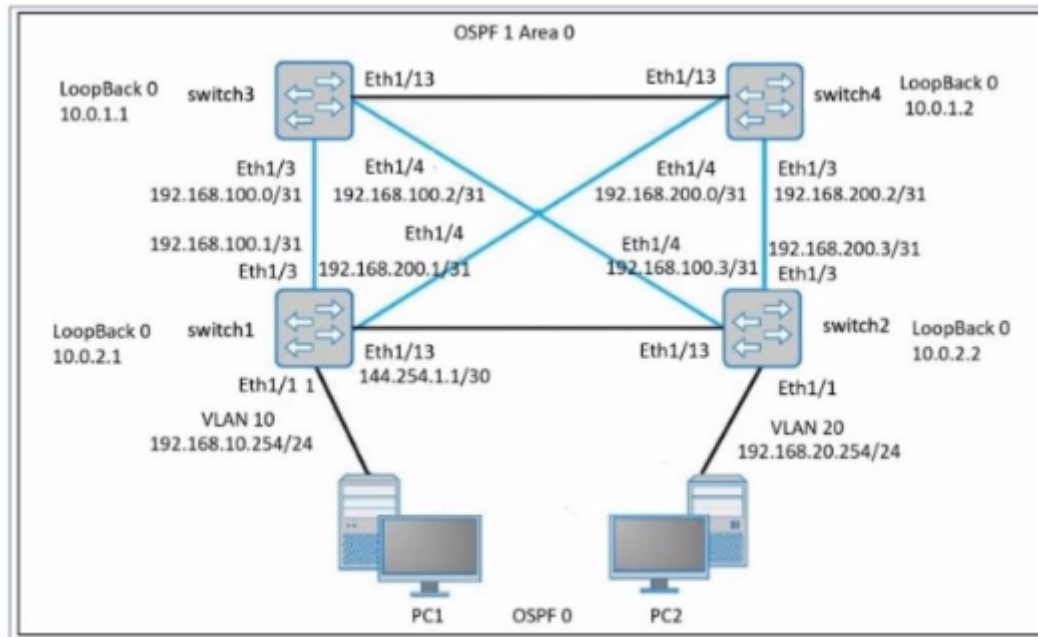 OSPF 1 Area 0
LoopBack 0
10.0.1.1
switch3
Eth1/13
Eth1/13
switch4
LoopBack 0
10.0.1.2
Eth1/3
192.168.100.0/31
Eth1/4
192.168.100.2/31
Eth1/4
192.168.200.0/31
Eth1/3
192.168.200.2/31
192.168.100.1/31
Eth1/3
Eth1/4
192.168.200.1/31
Eth1/4
192.168.100.3/31
192.168.200.3/31
Eth1/3
LoopBack 0
10.0.2.1
switch1
Eth1/13
144.254.1.1/30
Eth1/13
switch2
LoopBack 0
10.0.2.2
Eth1/1 1
VLAN 10
192.168.10.254/24
Eth1/1
VLAN 20
192.168.20.254/24
PC1
OSPF 0
PC2